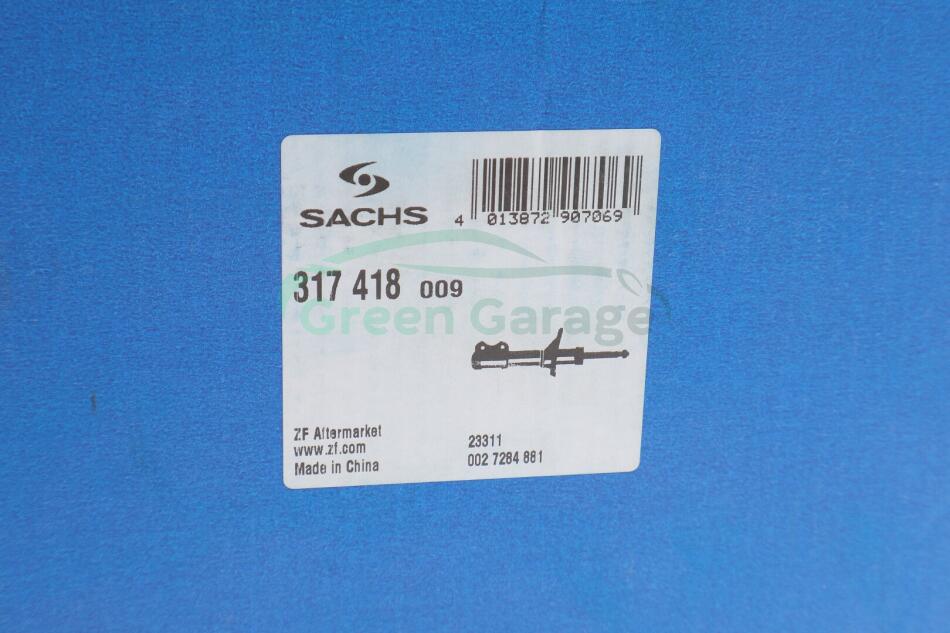 SACHS
4 013872 907069
317 418 009
Green Garage
ZF Aftermarket
www.zf.com
Made in China
23311
002 7284 881